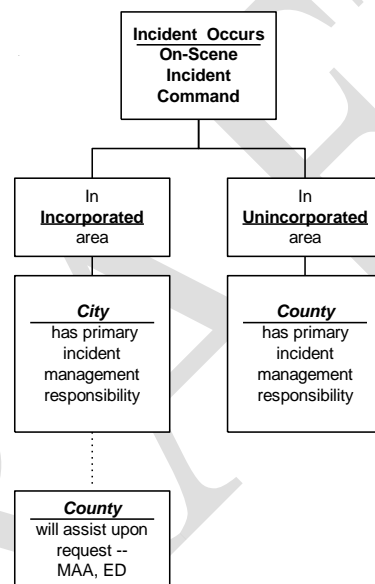 Incident Occurs
On-Scene
Incident
Command
In
Incorporated
area
In
Unincorporated
area
City
has primary
incident
management
responsibility
County
has primary
incident
management
responsibility
County
will assist upon
request --
MAA, ED